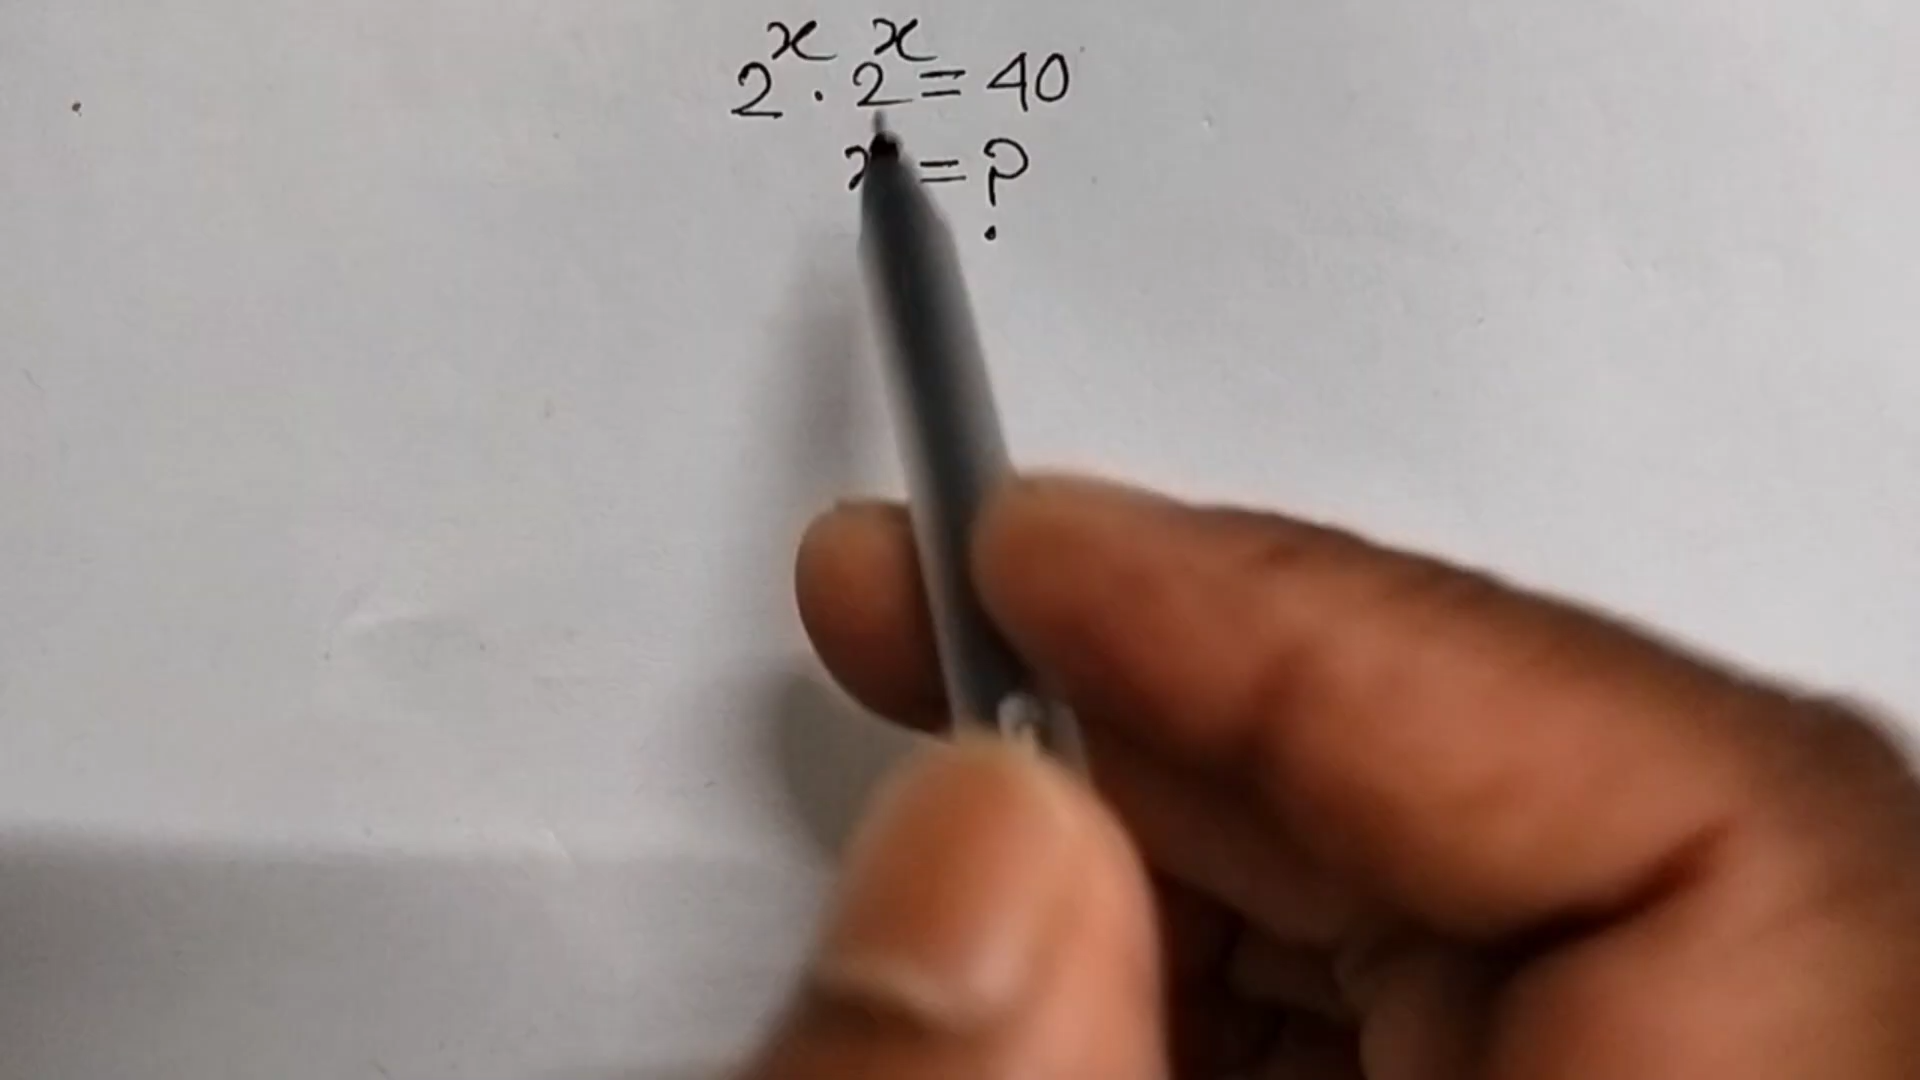 2^x · 2^x = 40
x = ?